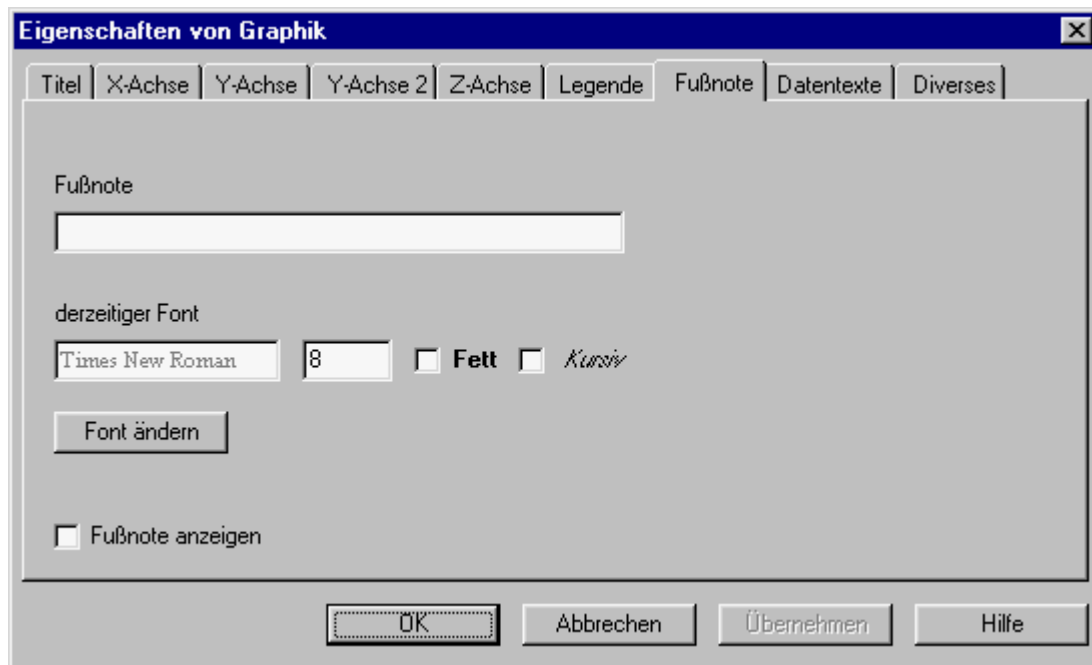 Eigenschaften von Graphik
Titel X-Achse Y-Achse Y-Achse 2 Z-Achse Legende Fußnote Datentexte Diverses
Fußnote
derzeitiger Font
Times New Roman 8 Fett Kursiv
Font ändern
Fußnote anzeigen
OK Abbrechen Übernehmen Hilfe